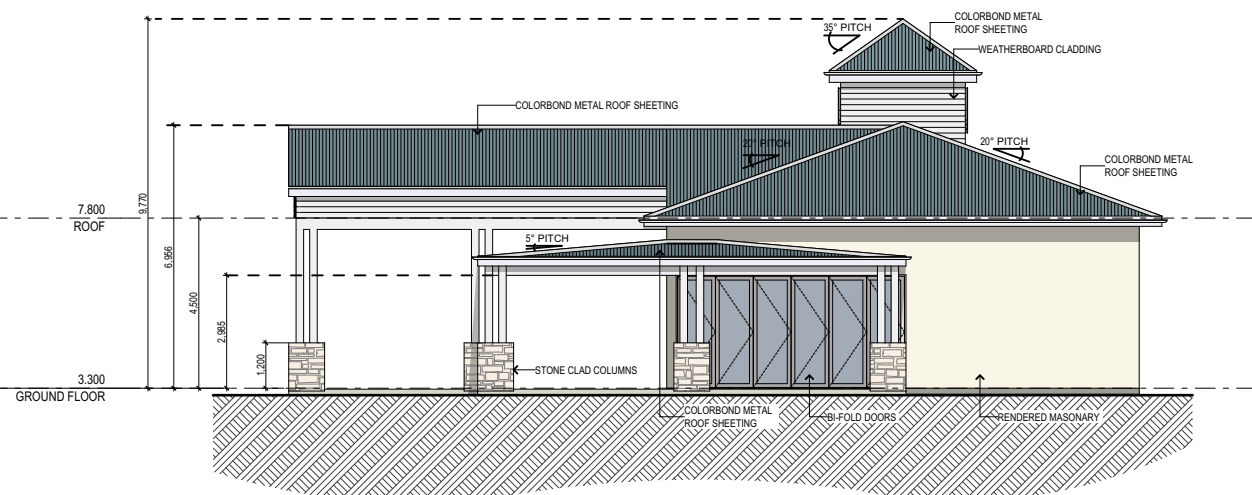 COLORBOND METAL
ROOF SHEETING
35° PITCH
WEATHERBOARD CLADDING
COLORBOND METAL ROOF SHEETING
20° PITCH
20° PITCH
COLORBOND METAL
ROOF SHEETING
7.800
ROOF
9,770
6,956
4,500
2,985
1,200
5° PITCH
3.300
GROUND FLOOR
STONE CLAD COLUMNS
COLORBOND METAL
ROOF SHEETING
BI-FOLD DOORS
RENDERED MASONARY